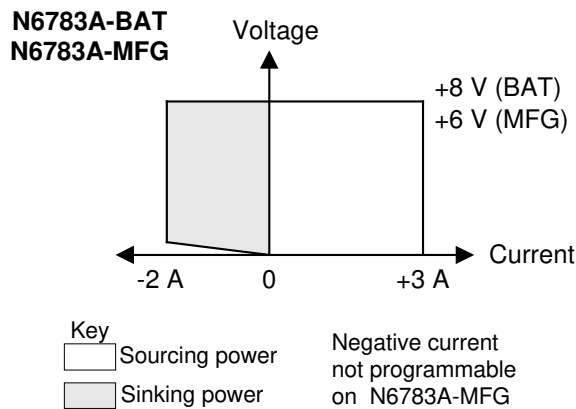 N6783A-BAT
N6783A-MFG
Voltage
+8 V (BAT)
+6 V (MFG)
Current
-2 A
0
+3 A
Key
Sourcing power
Sinking power
Negative current
not programmable
on N6783A-MFG